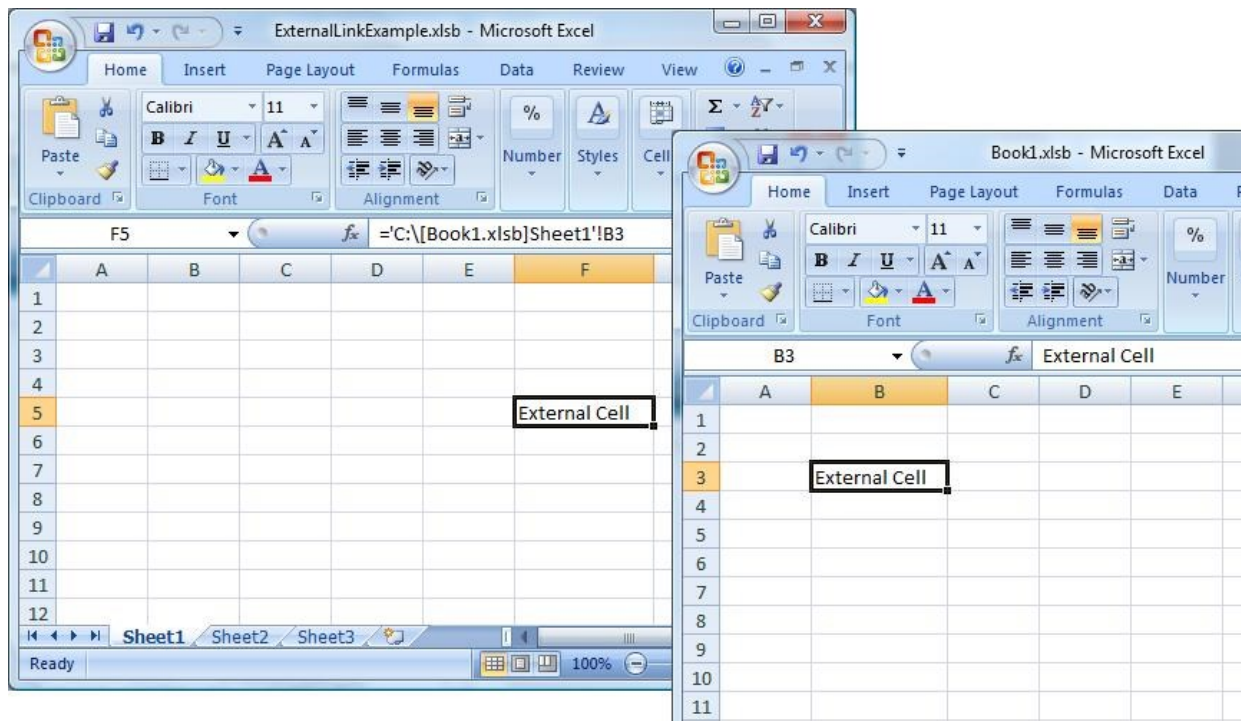 ExternalLinkExample.xlsb - Microsoft Excel
Home Insert Page Layout Formulas Data Review View
Calibri 11
Σ
B I U A A
%
A
Paste
Number Styles Cell
Clipboard Font Alignment
F5 fx ='C:\[Book1.xlsb]Sheet1'!B3
A B C D E F
1
2
3
4
5 External Cell
6
7
8
9
10
11
12
Sheet1 Sheet2 Sheet3
Ready 100%
Book1.xlsb - Microsoft Excel
Home Insert Page Layout Formulas Data
Calibri 11
B I U A A
%
Paste
Number
Clipboard Font Alignment
B3 fx External Cell
A B C D E
1
2
3 External Cell
4
5
6
7
8
9
10
11